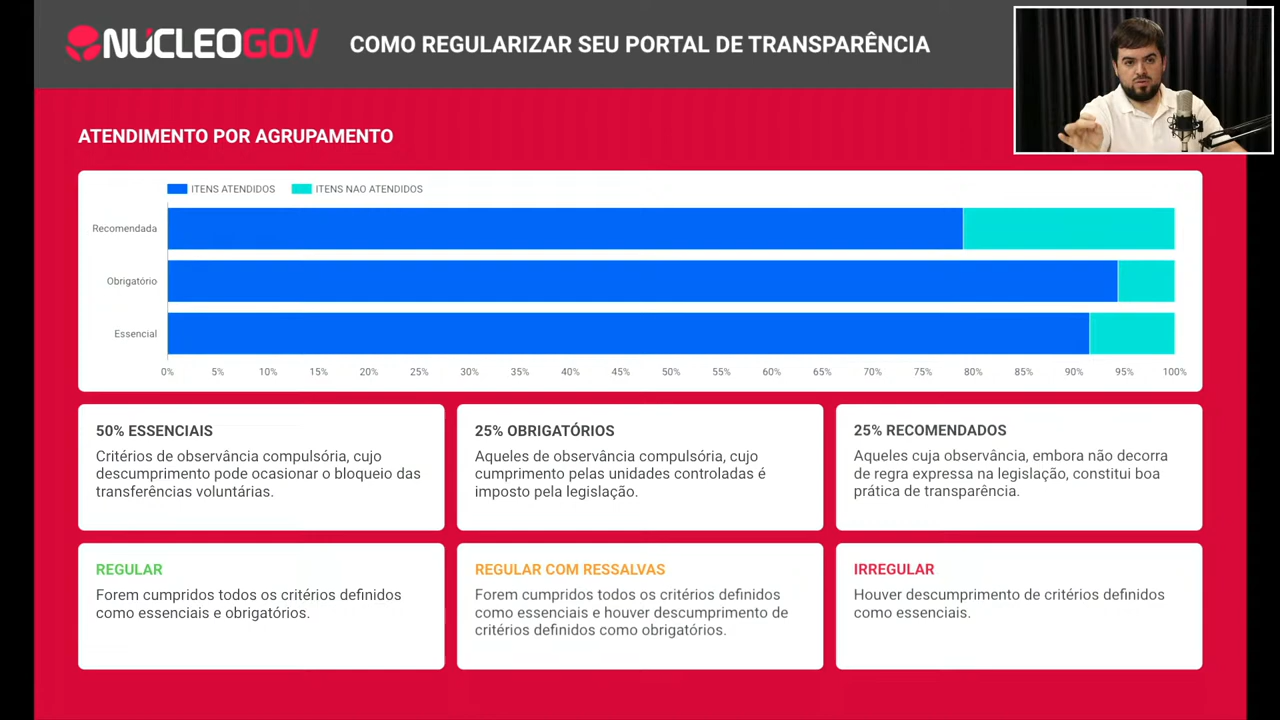 NÚCLEOGOV
COMO REGULARIZAR SEU PORTAL DE TRANSPARÊNCIA
ATENDIMENTO POR AGRUPAMENTO
ITENS ATENDIDOS
ITENS NAO ATENDIDOS
Recomendada
Obrigatório
Essencial
0% 5% 10% 15% 20% 25% 30% 35% 40% 45% 50% 55% 60% 65% 70% 75% 80% 85% 90% 95% 100%
50% ESSENCIAIS
Critérios de observância compulsória, cujo
descumprimento pode ocasionar o bloqueio das
transferências voluntárias.
25% OBRIGATÓRIOS
Aqueles de observância compulsória, cujo
cumprimento pelas unidades controladas é
imposto pela legislação.
25% RECOMENDADOS
Aqueles cuja observância, embora não decorra
de regra expressa na legislação, constitui boa
prática de transparência.
REGULAR
Forem cumpridos todos os critérios definidos
como essenciais e obrigatórios.
REGULAR COM RESSALVAS
Forem cumpridos todos os critérios definidos
como essenciais e houver descumprimento de
critérios definidos como obrigatórios.
IRREGULAR
Houver descumprimento de critérios definidos
como essenciais.